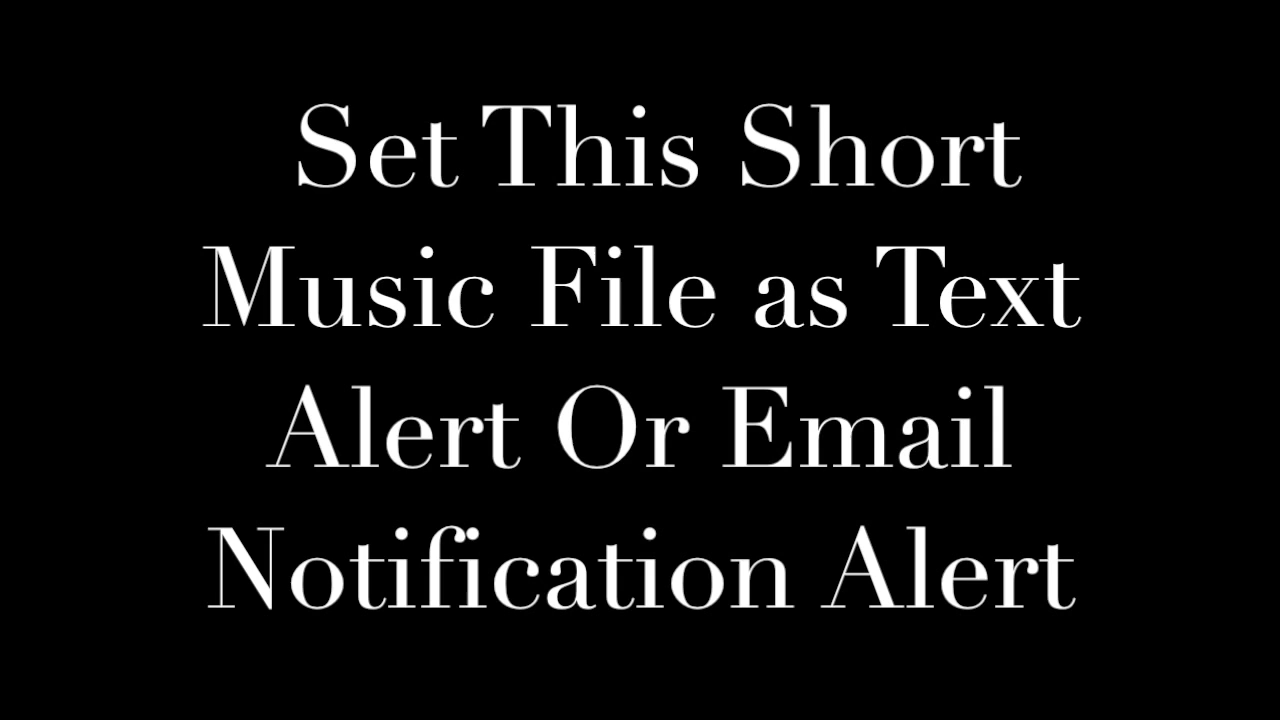 Set This Short
Music File as Text
Alert Or Email
Notification Alert